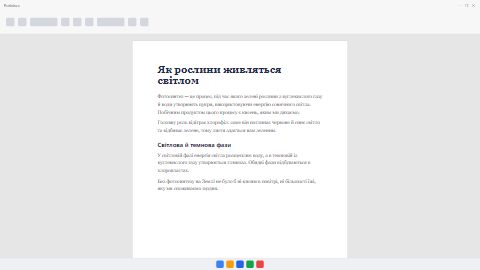 Як рослини живляться
світлом
Фотосинтез — це процес, під час якого зелені рослини з вуглекислого газу
й води утворюють цукри, використовуючи енергію сонячного світла.
Побічним продуктом цього процесу є кисень, яким ми дихаємо.
Головну роль відіграє хлорофіл: саме він поглинає червоне й синє світло
та відбиває зелене, тому листя здається нам зеленим.
Світлова й темнова фази
У світловій фазі енергія світла розщеплює воду, а в темновій із
вуглекислого газу утворюється глюкоза. Обидві фази відбуваються в
хлоропластах.
Без фотосинтезу на Землі не було б ні кисню в повітрі, ні більшості їжі,
яку ми споживаємо щодня.